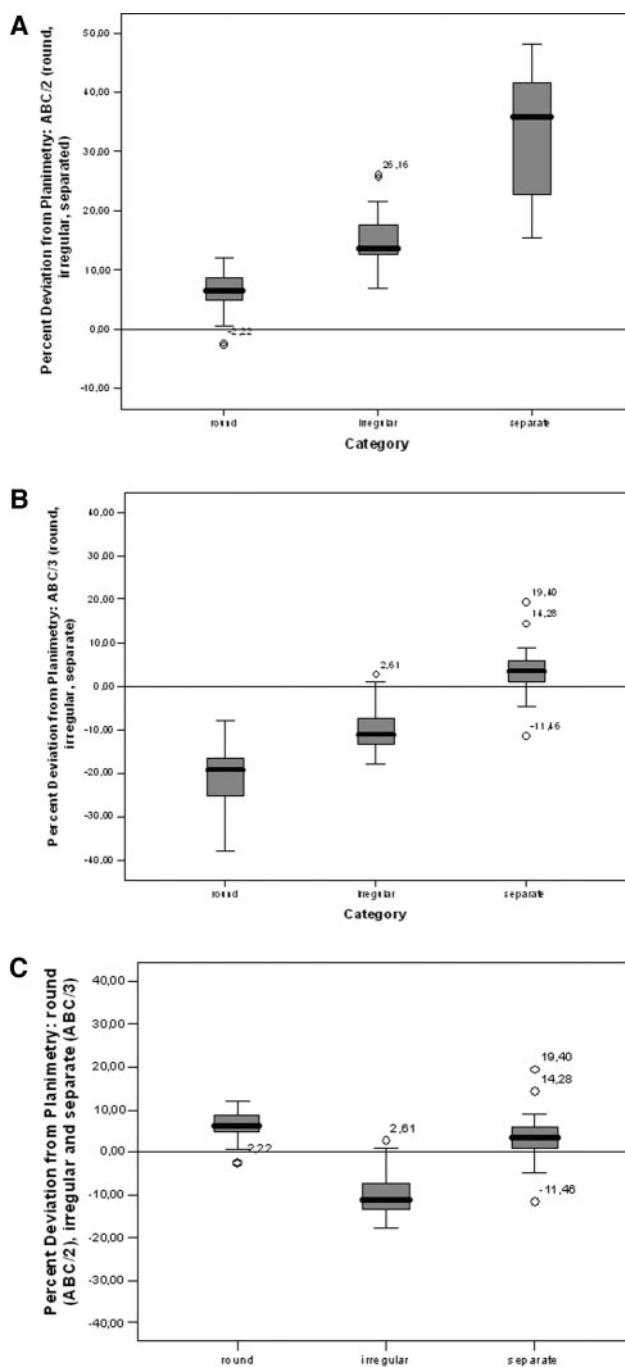 A
Percent Deviation from Planimetry: ABC/2 (round,
irregular, separated)
50,00
40,00
30,00
20,00
10,00
0,00
-10,00
26,16
-2,22
round
irregular
separate
Category
B
Percent Deviation from Planimetry: ABC/3 (round,
irregular, separate)
40,00
30,00
20,00
10,00
0,00
-10,00
-20,00
-30,00
-40,00
2,61
19,40
14,28
-11,46
round
irregular
separate
Category
C
Percent Deviation from Planimetry: round
(ABC/2), irregular and separate (ABC/3)
40,00
30,00
20,00
10,00
0,00
-10,00
-20,00
-30,00
-40,00
2,22
2,61
19,40
14,28
-11,46
round
irregular
separate